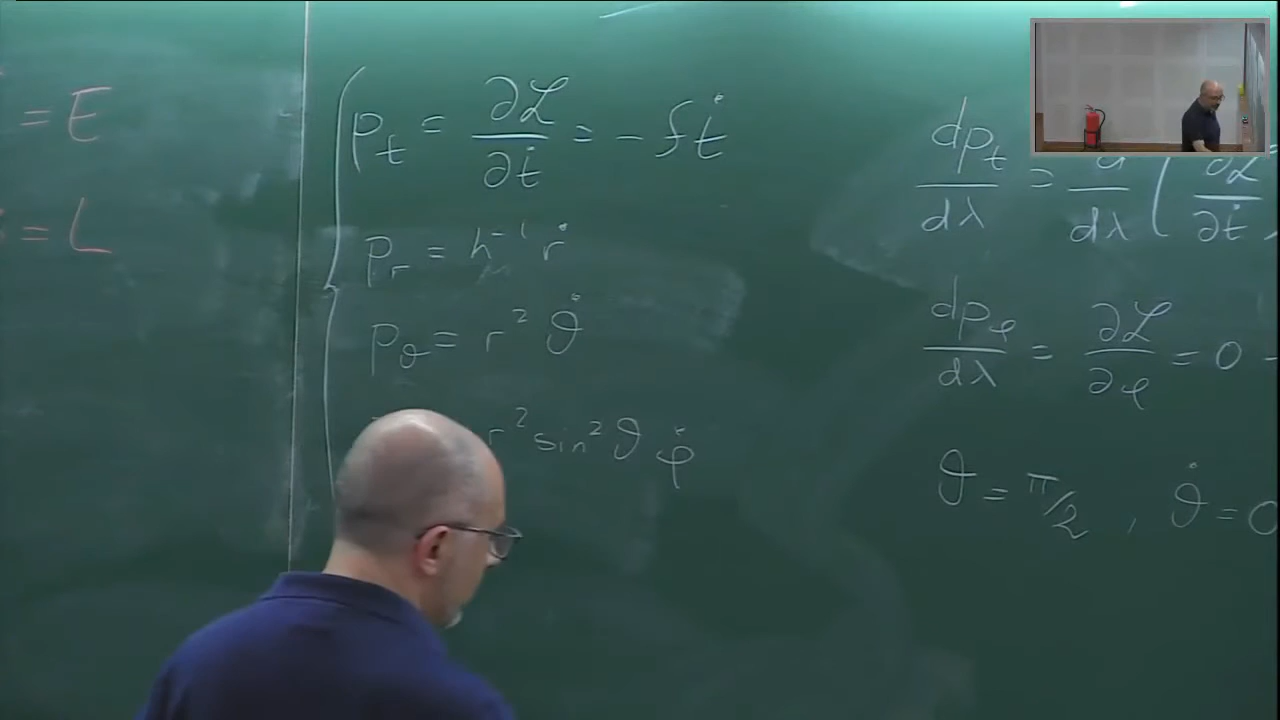 = E
= L
p_t = ∂ℒ/∂ṫ = - f ṫ
p_r = h^{-1} ṙ
p_ϑ = r² ϑ̇
r² sin² ϑ φ̇
dp_t/dλ = d/dλ ( ∂ℒ/∂ṫ
dp_φ/dλ = ∂ℒ/∂φ = 0
ϑ = π/2 , ϑ̇ = 0